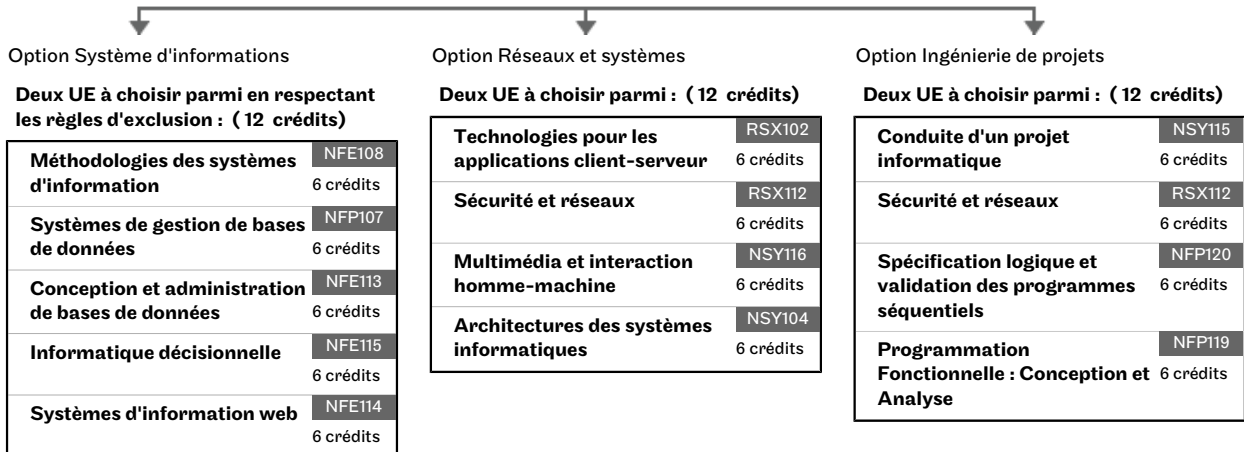 Option Système d'informations
Deux UE à choisir parmi en respectant
les règles d'exclusion : ( 12 crédits)
Méthodologies des systèmes
d'information
NFE108
6 crédits
Systèmes de gestion de bases
de données
NFP107
6 crédits
Conception et administration
de bases de données
NFE113
6 crédits
Informatique décisionnelle
NFE115
6 crédits
Systèmes d'information web
NFE114
6 crédits
Option Réseaux et systèmes
Deux UE à choisir parmi : ( 12 crédits)
Technologies pour les
applications client-serveur
RSX102
6 crédits
Sécurité et réseaux
RSX112
6 crédits
Multimédia et interaction
homme-machine
NSY116
6 crédits
Architectures des systèmes
informatiques
NSY104
6 crédits
Option Ingénierie de projets
Deux UE à choisir parmi : ( 12 crédits)
Conduite d'un projet
informatique
NSY115
6 crédits
Sécurité et réseaux
RSX112
6 crédits
Spécification logique et
validation des programmes
séquentiels
NFP120
6 crédits
Programmation
Fonctionnelle : Conception et
Analyse
NFP119
6 crédits